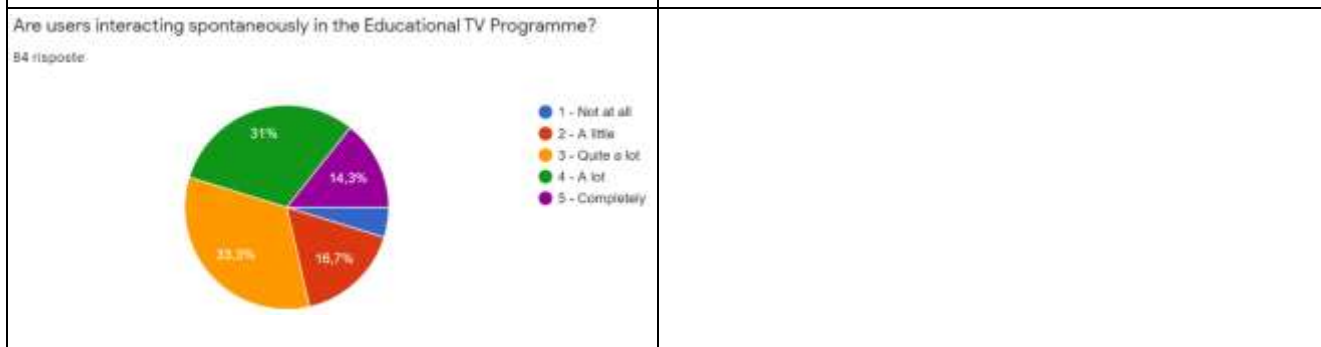 Are users interacting spontaneously in the Educational TV Programme?
84 risposte
1 - Not at all
2 - A little
3 - Quite a lot
4 - A lot
5 - Completely
31%
14,3%
33,3%
16,7%